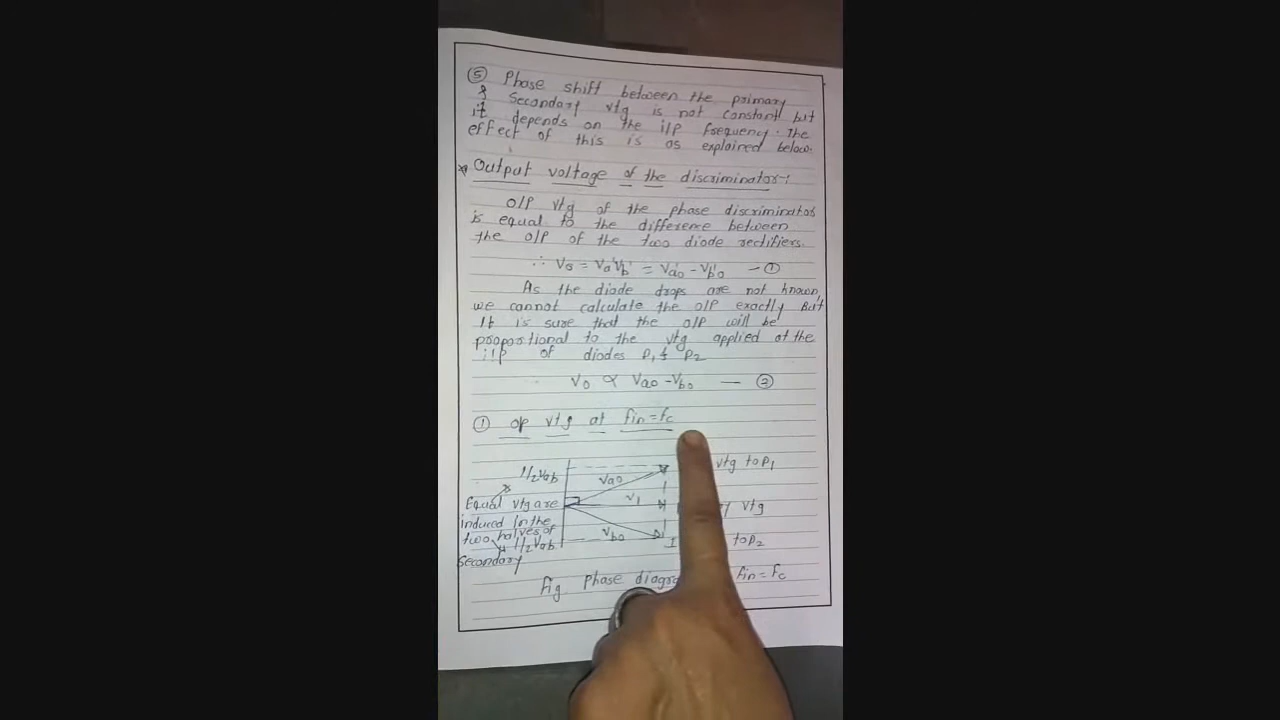 ⑤ Phase shift between the primary
& secondary vtg is not constant but
it depends on the i/p frequency. The
effect of this is as explained below.
* Output voltage of the discriminator:
O/P vtg of the phase discriminator
is equal to the difference between
the o/p of the two diode rectifiers.
∴ Vo = Va'Vb' = Va'o - Vb'o — ①
As the diode drops are not known,
we cannot calculate the o/p exactly But
It is sure that the o/p will be
proportional to the vtg applied at the
i/p of diodes D1 & D2
Vo ∝ Vao - Vbo — ②
① op vtg at fin = fc
1/2 Vab
Vao
vtg to D1
Equal vtg are
induced in the
two halves of
secondary
V1
vtg
1/2 Vab
Vbo
I
to D2
Fig Phase diagra
fin = fc